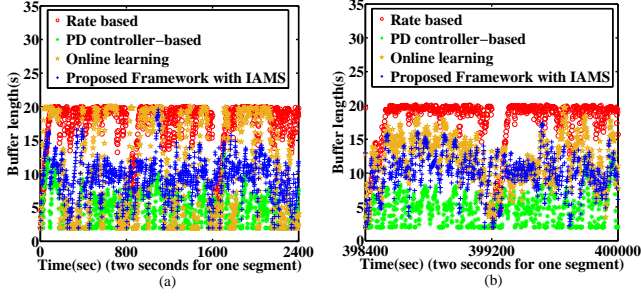 Rate based
PD controller−based
Online learning
Proposed Framework with IAMS
Buffer length(s)
35
30
25
20
15
10
5
0
0 800 1600 2400
Time(sec) (two seconds for one segment)
(a)
Rate based
PD controller−based
Online learning
Proposed Framework with IAMS
Buffer length(s)
35
30
25
20
15
10
5
0
398400 399200 400000
Time(sec) (two seconds for one segment)
(b)